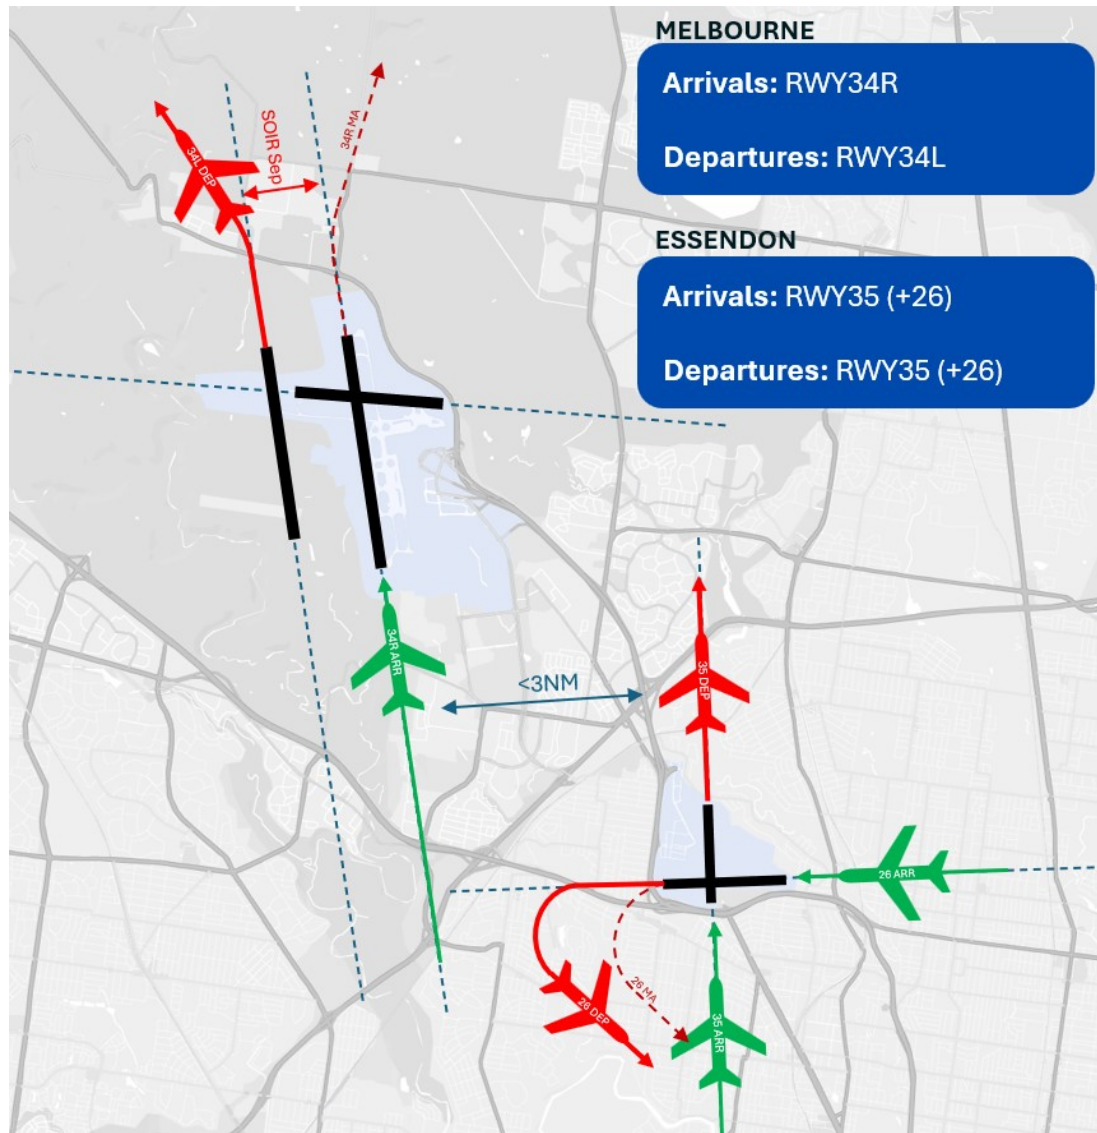 MELBOURNE
Arrivals: RWY34R
Departures: RWY34L
ESSENDON
Arrivals: RWY35 (+26)
Departures: RWY35 (+26)
34L DEP
SOIR Sep
34R MA
34R ARR
<3NM
35 DEP
26 ARR
26 DEP
26 MA
35 ARR